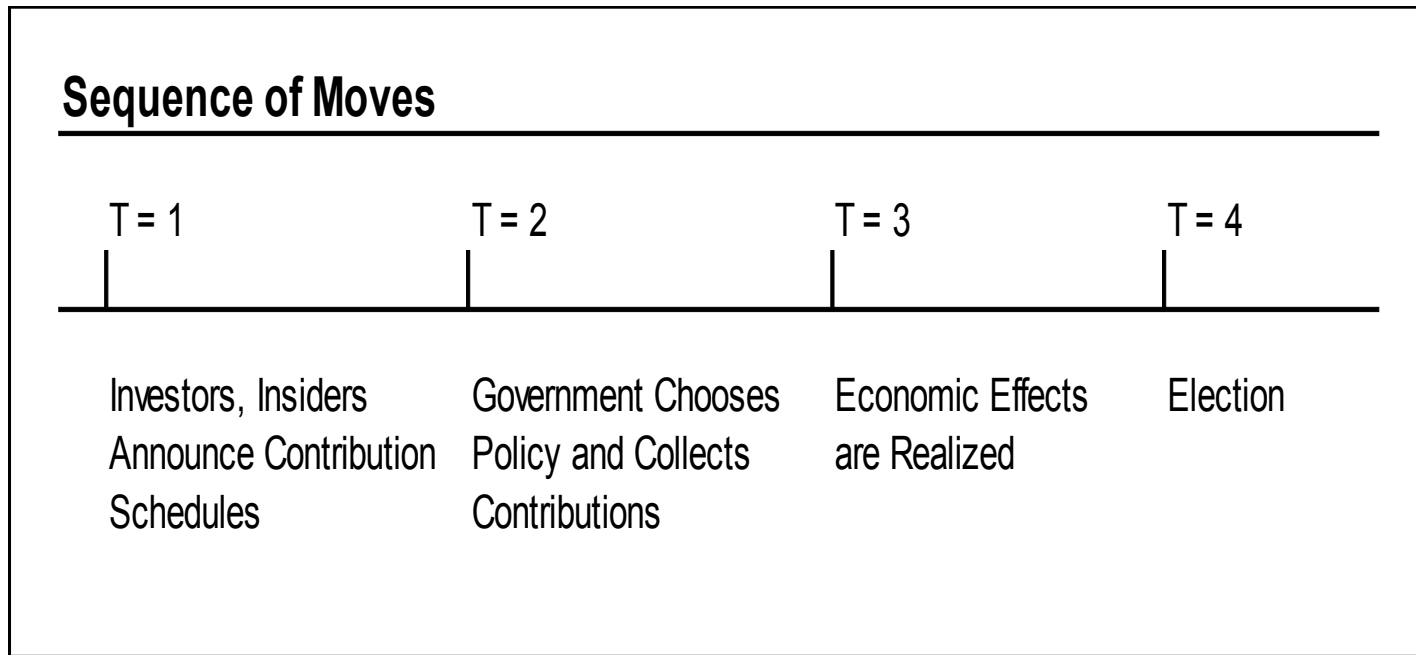 Sequence of Moves
T = 1 T = 2 T = 3 T = 4
Investors, Insiders Government Chooses Economic Effects Election
Announce Contribution Policy and Collects are Realized
Schedules Contributions